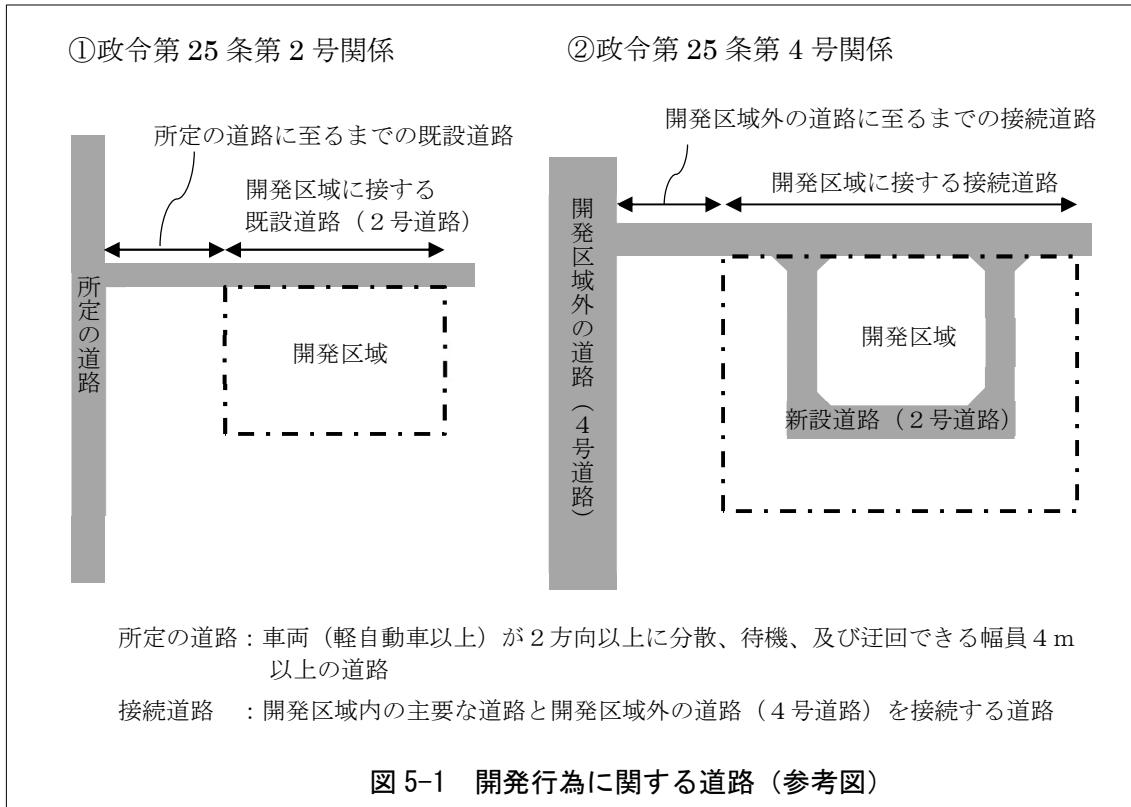 ①政令第 25 条第 2 号関係
所定の道路に至るまでの既設道路
開発区域に接する
既設道路(2号道路)
所定の道路
開発区域
②政令第 25 条第 4 号関係
開発区域外の道路に至るまでの接続道路
開発区域に接する接続道路
開発区域外の道路(4号道路)
開発区域
新設道路(2号道路)
所定の道路:車両(軽自動車以上)が2方向以上に分散、待機、及び迂回できる幅員4m
以上の道路
接続道路 :開発区域内の主要な道路と開発区域外の道路(4号道路)を接続する道路
図 5-1 開発行為に関する道路(参考図)